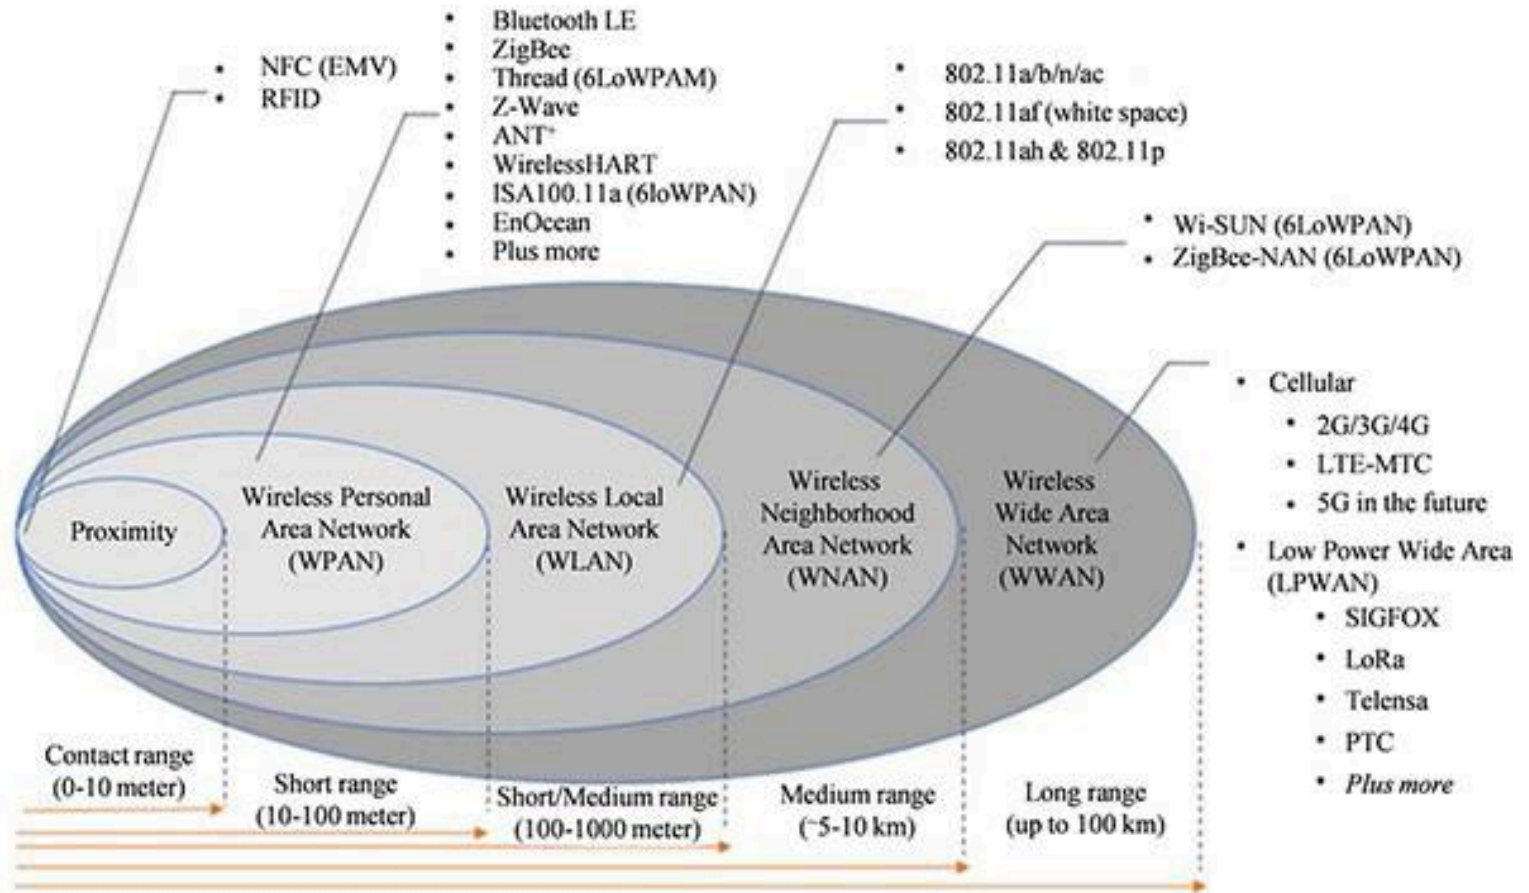 • NFC (EMV)
• RFID
• Bluetooth LE
• ZigBee
• Thread (6LoWPAM)
• Z-Wave
• ANT⁺
• WirelessHART
• ISA100.11a (6loWPAN)
• EnOcean
• Plus more
• 802.11a/b/n/ac
• 802.11af (white space)
• 802.11ah & 802.11p
• Wi-SUN (6LoWPAN)
• ZigBee-NAN (6LoWPAN)
• Cellular
• 2G/3G/4G
• LTE-MTC
• 5G in the future
• Low Power Wide Area
(LPWAN)
• SIGFOX
• LoRa
• Telensa
• PTC
• Plus more
Proximity
Wireless Personal
Area Network
(WPAN)
Wireless Local
Area Network
(WLAN)
Wireless
Neighborhood
Area Network
(WNAN)
Wireless
Wide Area
Network
(WWAN)
Contact range
(0-10 meter)
Short range
(10-100 meter)
Short/Medium range
(100-1000 meter)
Medium range
(~5-10 km)
Long range
(up to 100 km)